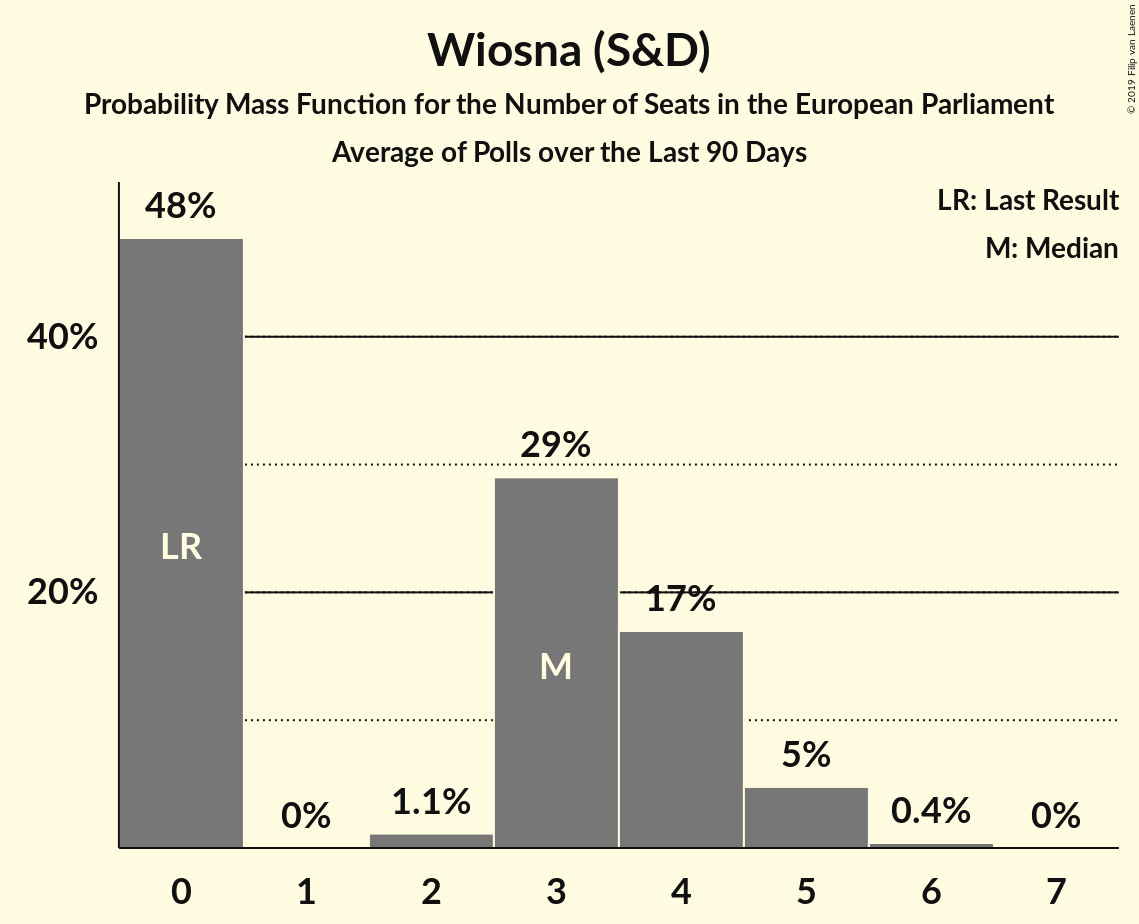 Wiosna (S&D)
Probability Mass Function for the Number of Seats in the European Parliament
Average of Polls over the Last 90 Days
© 2019 Filip van Laenen
LR: Last Result
M: Median
48%
40%
29%
LR
20%
17%
M
5%
1.1%
0%
0.4%
0%
0 1 2 3 4 5 6 7